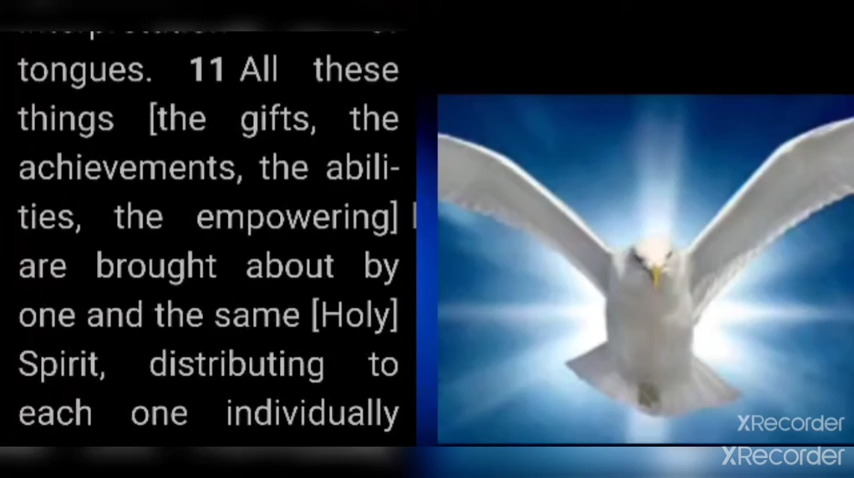 tongues. 11 All these
things [the gifts, the
achievements, the abili-
ties, the empowering]
are brought about by
one and the same [Holy]
Spirit, distributing to
each one individually
XRecorder
XRecorder